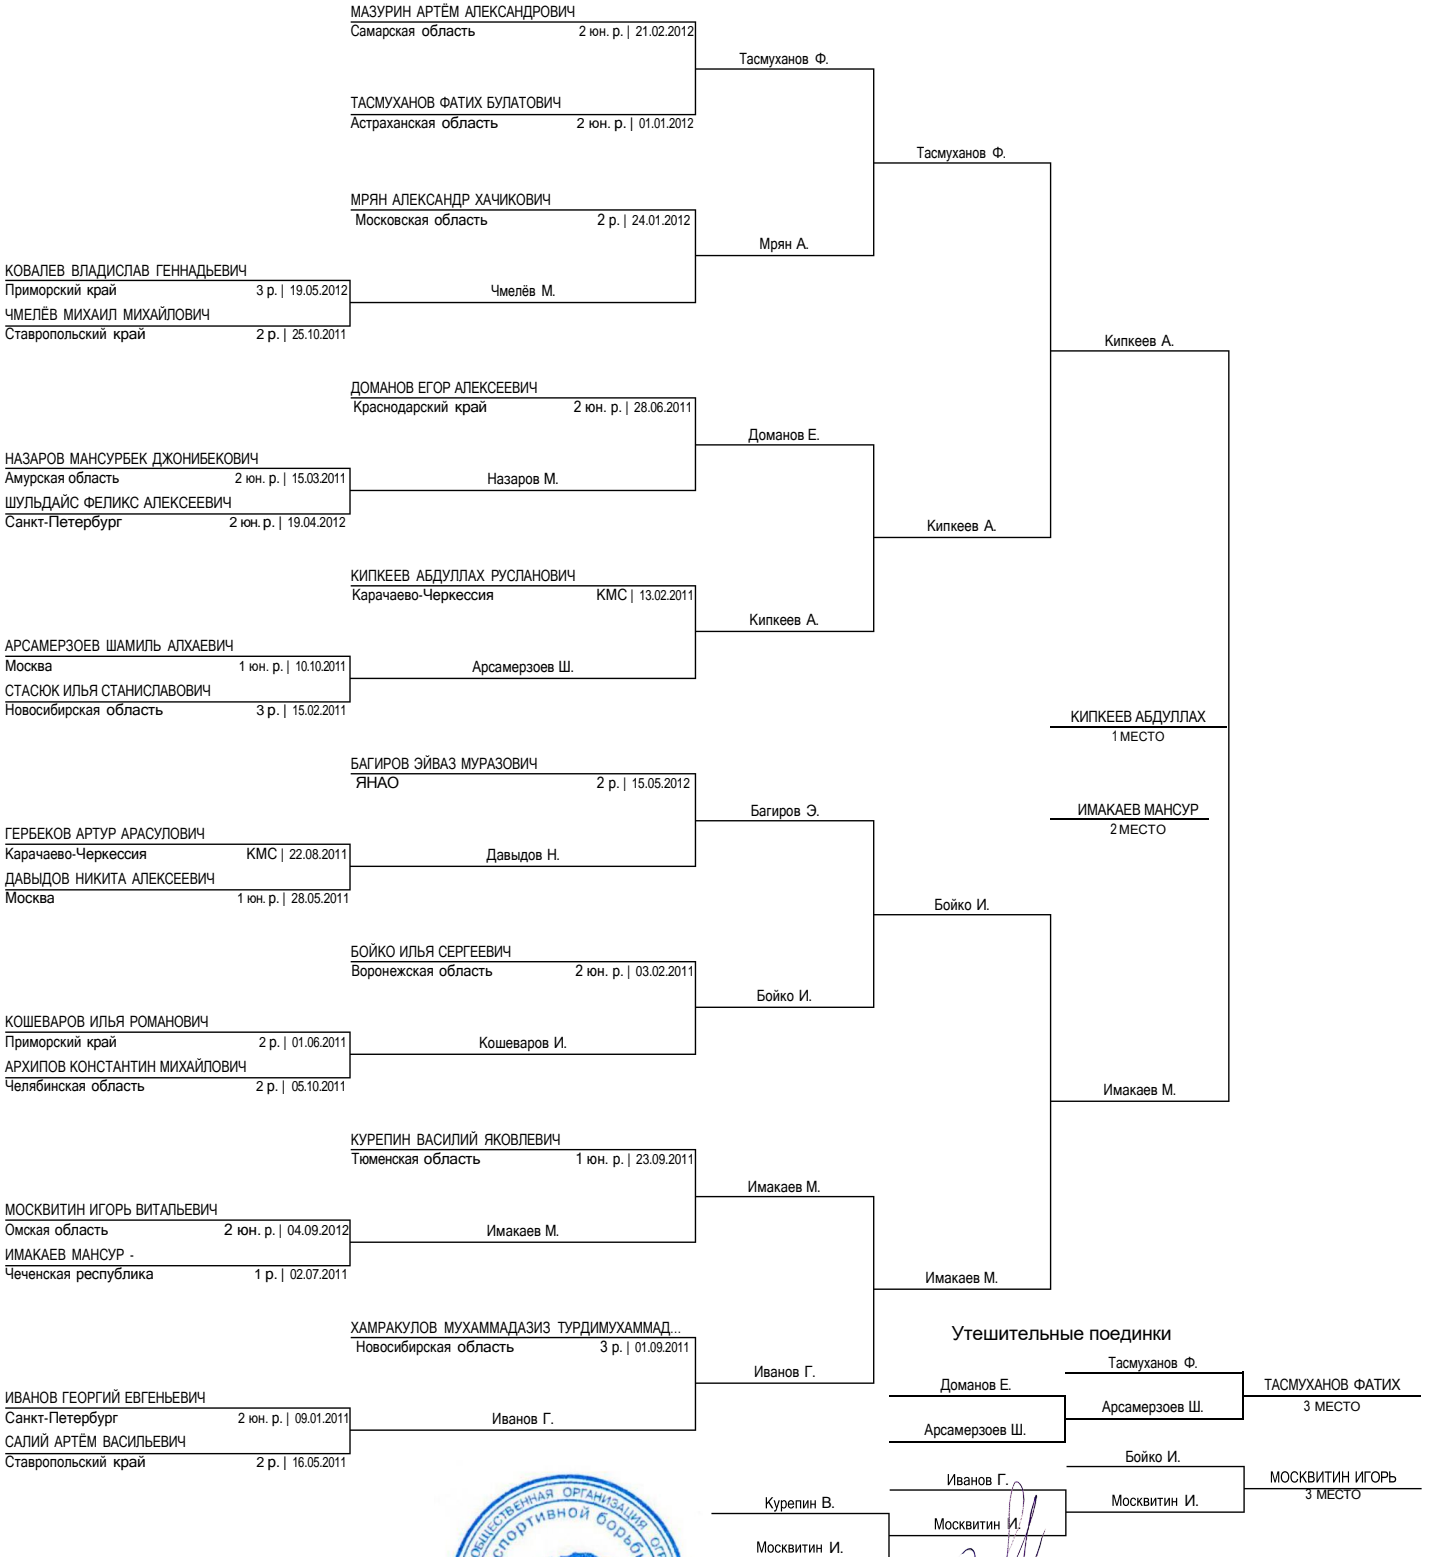 МАЗУРИН АРТЁМ АЛЕКСАНДРОВИЧ
Самарская область 2 юн. р. | 21.02.2012
Тасмуханов Ф.
ТАСМУХАНОВ ФАТИХ БУЛАТОВИЧ
Астраханская область 2 юн. р. | 01.01.2012
Тасмуханов Ф.
МРЯН АЛЕКСАНДР ХАЧИКОВИЧ
Московская область 2 р. | 24.01.2012
Мрян А.
КОВАЛЕВ ВЛАДИСЛАВ ГЕННАДЬЕВИЧ
Приморский край 3 р. | 19.05.2012
Чмелёв М.
ЧМЕЛЁВ МИХАИЛ МИХАЙЛОВИЧ
Ставропольский край 2 р. | 25.10.2011
Кипкеев А.
ДОМАНОВ ЕГОР АЛЕКСЕЕВИЧ
Краснодарский край 2 юн. р. | 28.06.2011
Доманов Е.
НАЗАРОВ МАНСУРБЕК ДЖОНИБЕКОВИЧ
Амурская область 2 юн. р. | 15.03.2011
Назаров М.
ШУЛЬДАЙС ФЕЛИКС АЛЕКСЕЕВИЧ
Санкт-Петербург 2 юн. р. | 19.04.2012
Кипкеев А.
КИПКЕЕВ АБДУЛЛАХ РУСЛАНОВИЧ
Карачаево-Черкессия КМС | 13.02.2011
Кипкеев А.
АРСАМЕРЗОЕВ ШАМИЛЬ АЛХАЕВИЧ
Москва 1 юн. р. | 10.10.2011
Арсамерзоев Ш.
СТАСЮК ИЛЬЯ СТАНИСЛАВОВИЧ
Новосибирская область 3 р. | 15.02.2011
КИПКЕЕВ АБДУЛЛАХ
1 МЕСТО
БАГИРОВ ЭЙВАЗ МУРАЗОВИЧ
ЯНАО 2 р. | 15.05.2012
Багиров Э.
ИМАКАЕВ МАНСУР
2 МЕСТО
ГЕРБЕКОВ АРТУР АРАСУЛОВИЧ
Карачаево-Черкессия КМС | 22.08.2011
Давыдов Н.
ДАВЫДОВ НИКИТА АЛЕКСЕЕВИЧ
Москва 1 юн. р. | 28.05.2011
Бойко И.
БОЙКО ИЛЬЯ СЕРГЕЕВИЧ
Воронежская область 2 юн. р. | 03.02.2011
Бойко И.
КОШЕВАРОВ ИЛЬЯ РОМАНОВИЧ
Приморский край 2 р. | 01.06.2011
Кошеваров И.
АРХИПОВ КОНСТАНТИН МИХАЙЛОВИЧ
Челябинская область 2 р. | 05.10.2011
Имакаев М.
КУРЕПИН ВАСИЛИЙ ЯКОВЛЕВИЧ
Тюменская область 1 юн. р. | 23.09.2011
Имакаев М.
МОСКВИТИН ИГОРЬ ВИТАЛЬЕВИЧ
Омская область 2 юн. р. | 04.09.2012
Имакаев М.
ИМАКАЕВ МАНСУР -
Чеченская республика 1 р. | 02.07.2011
Имакаев М.
ХАМРАКУЛОВ МУХАММАДАЗИЗ ТУРДИМУХАММАД...
Новосибирская область 3 р. | 01.09.2011
Иванов Г.
ИВАНОВ ГЕОРГИЙ ЕВГЕНЬЕВИЧ
Санкт-Петербург 2 юн. р. | 09.01.2011
Иванов Г.
САЛИЙ АРТЁМ ВАСИЛЬЕВИЧ
Ставропольский край 2 р. | 16.05.2011
Утешительные поединки
Тасмуханов Ф.
Доманов Е.
ТАСМУХАНОВ ФАТИХ
3 МЕСТО
Арсамерзоев Ш.
Арсамерзоев Ш.
Бойко И.
Иванов Г.
МОСКВИТИН ИГОРЬ
3 МЕСТО
Курепин В.
Москвитин И.
Москвитин И.
Москвитин И.
ОБЩЕСТВЕННАЯ ОРГАНИЗАЦИЯ
СПОРТИВНОЙ БОРЬБЫ